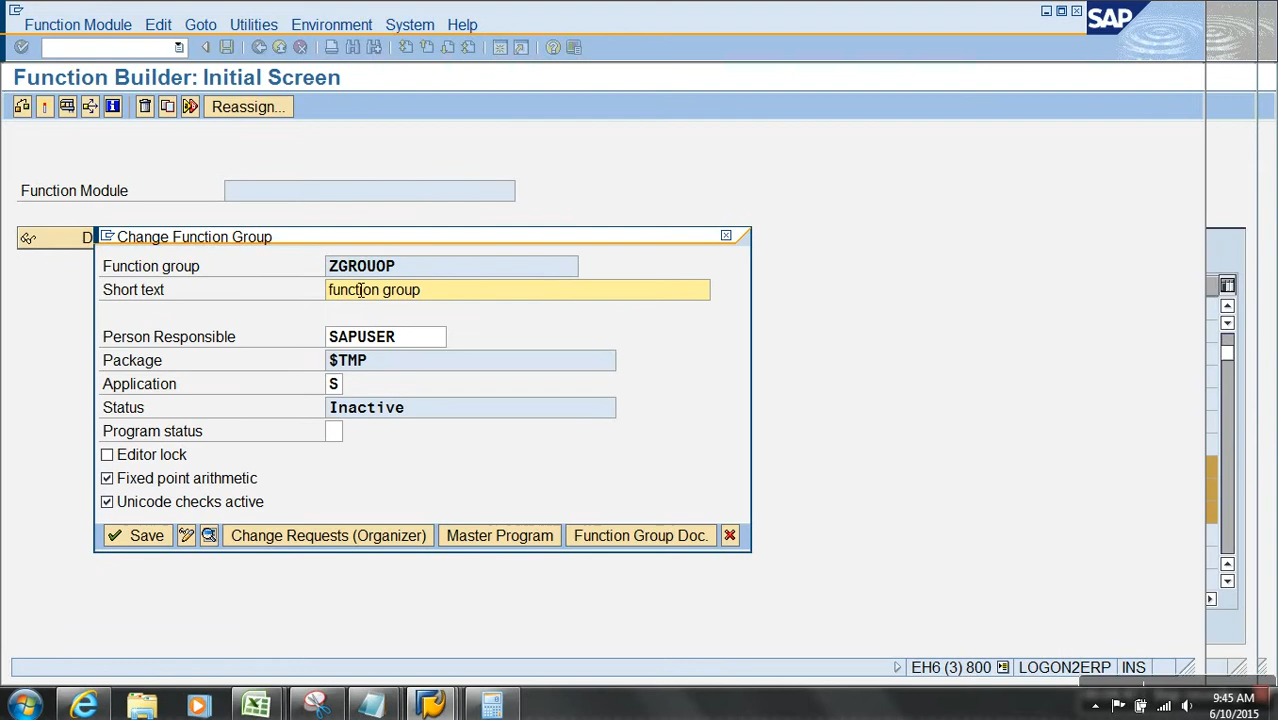 Function Module Edit Goto Utilities Environment System Help
SAP
Function Builder: Initial Screen
Reassign...
Function Module
D
Change Function Group
Function group ZGROUOP
Short text function group
Person Responsible SAPUSER
Package $TMP
Application S
Status Inactive
Program status
Editor lock
Fixed point arithmetic
Unicode checks active
Save Change Requests (Organizer) Master Program Function Group Doc.
EH6 (3) 800 LOGON2ERP INS
9:45 AM
6/10/2015